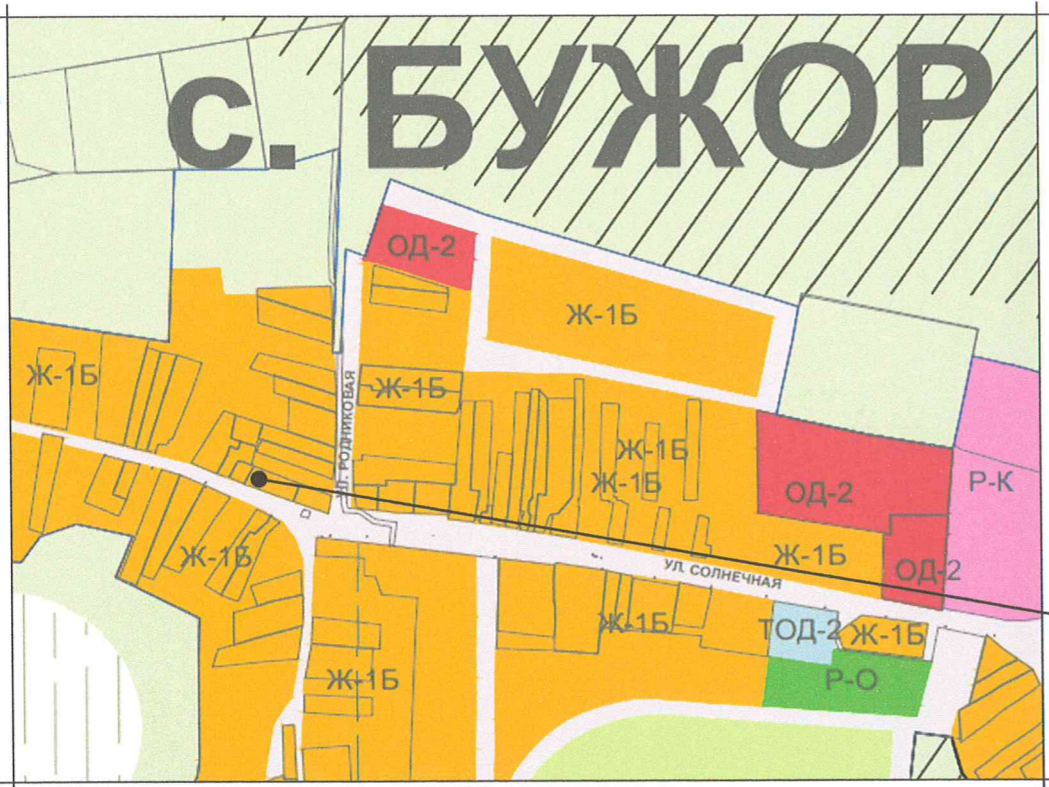 с. БУЖОР
ОД-2
Ж-1Б
Ж-1Б
Ж-1Б
УЛ. РОДНИКОВАЯ
Ж-1Б
Ж-1Б
Р-К
ОД-2
Ж-1Б
Ж-1Б
ОД-2
УЛ. СОЛНЕЧНАЯ
Ж-1Б
ТОД-2
Ж-1Б
Ж-1Б
Р-О